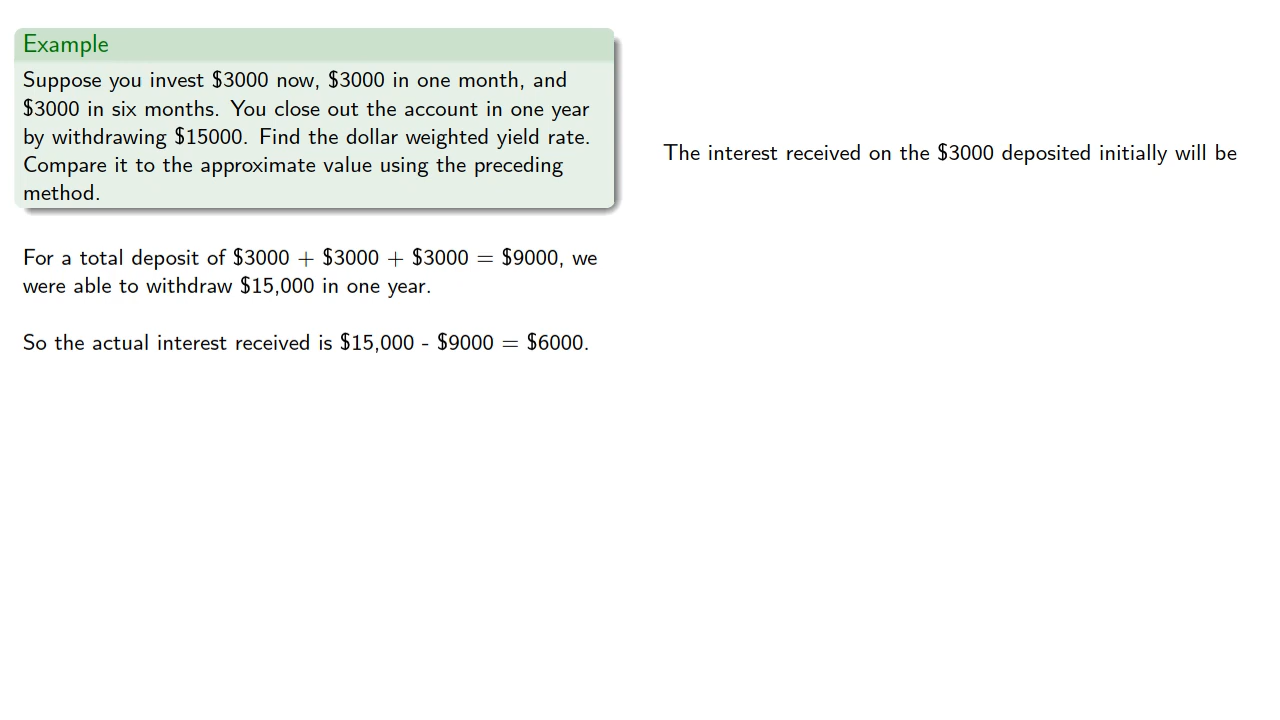 Example
Suppose you invest $3000 now, $3000 in one month, and
$3000 in six months. You close out the account in one year
by withdrawing $15000. Find the dollar weighted yield rate.
Compare it to the approximate value using the preceding
method.
For a total deposit of $3000 + $3000 + $3000 = $9000, we
were able to withdraw $15,000 in one year.
So the actual interest received is $15,000 - $9000 = $6000.
The interest received on the $3000 deposited initially will be